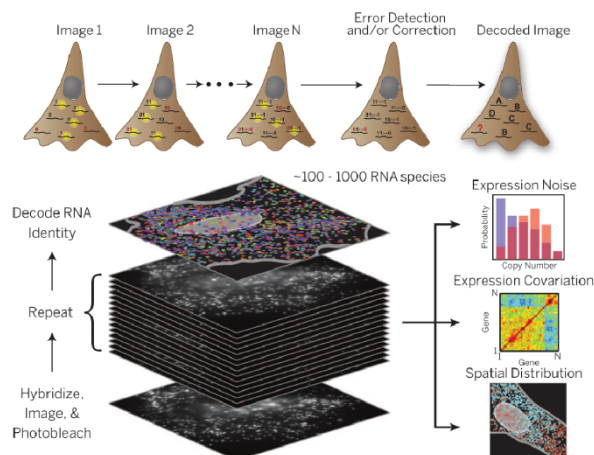 Image 1
Image 2
Image N
Error Detection
and/or Correction
Decoded Image
A
B
D
C
C
?
B
~100 - 1000 RNA species
Decode RNA
Identity
Repeat
Hybridize,
Image, &
Photobleach
Expression Noise
Probability
Copy Number
Expression Covariation
N
Gene
1
1
N
Gene
Spatial Distribution